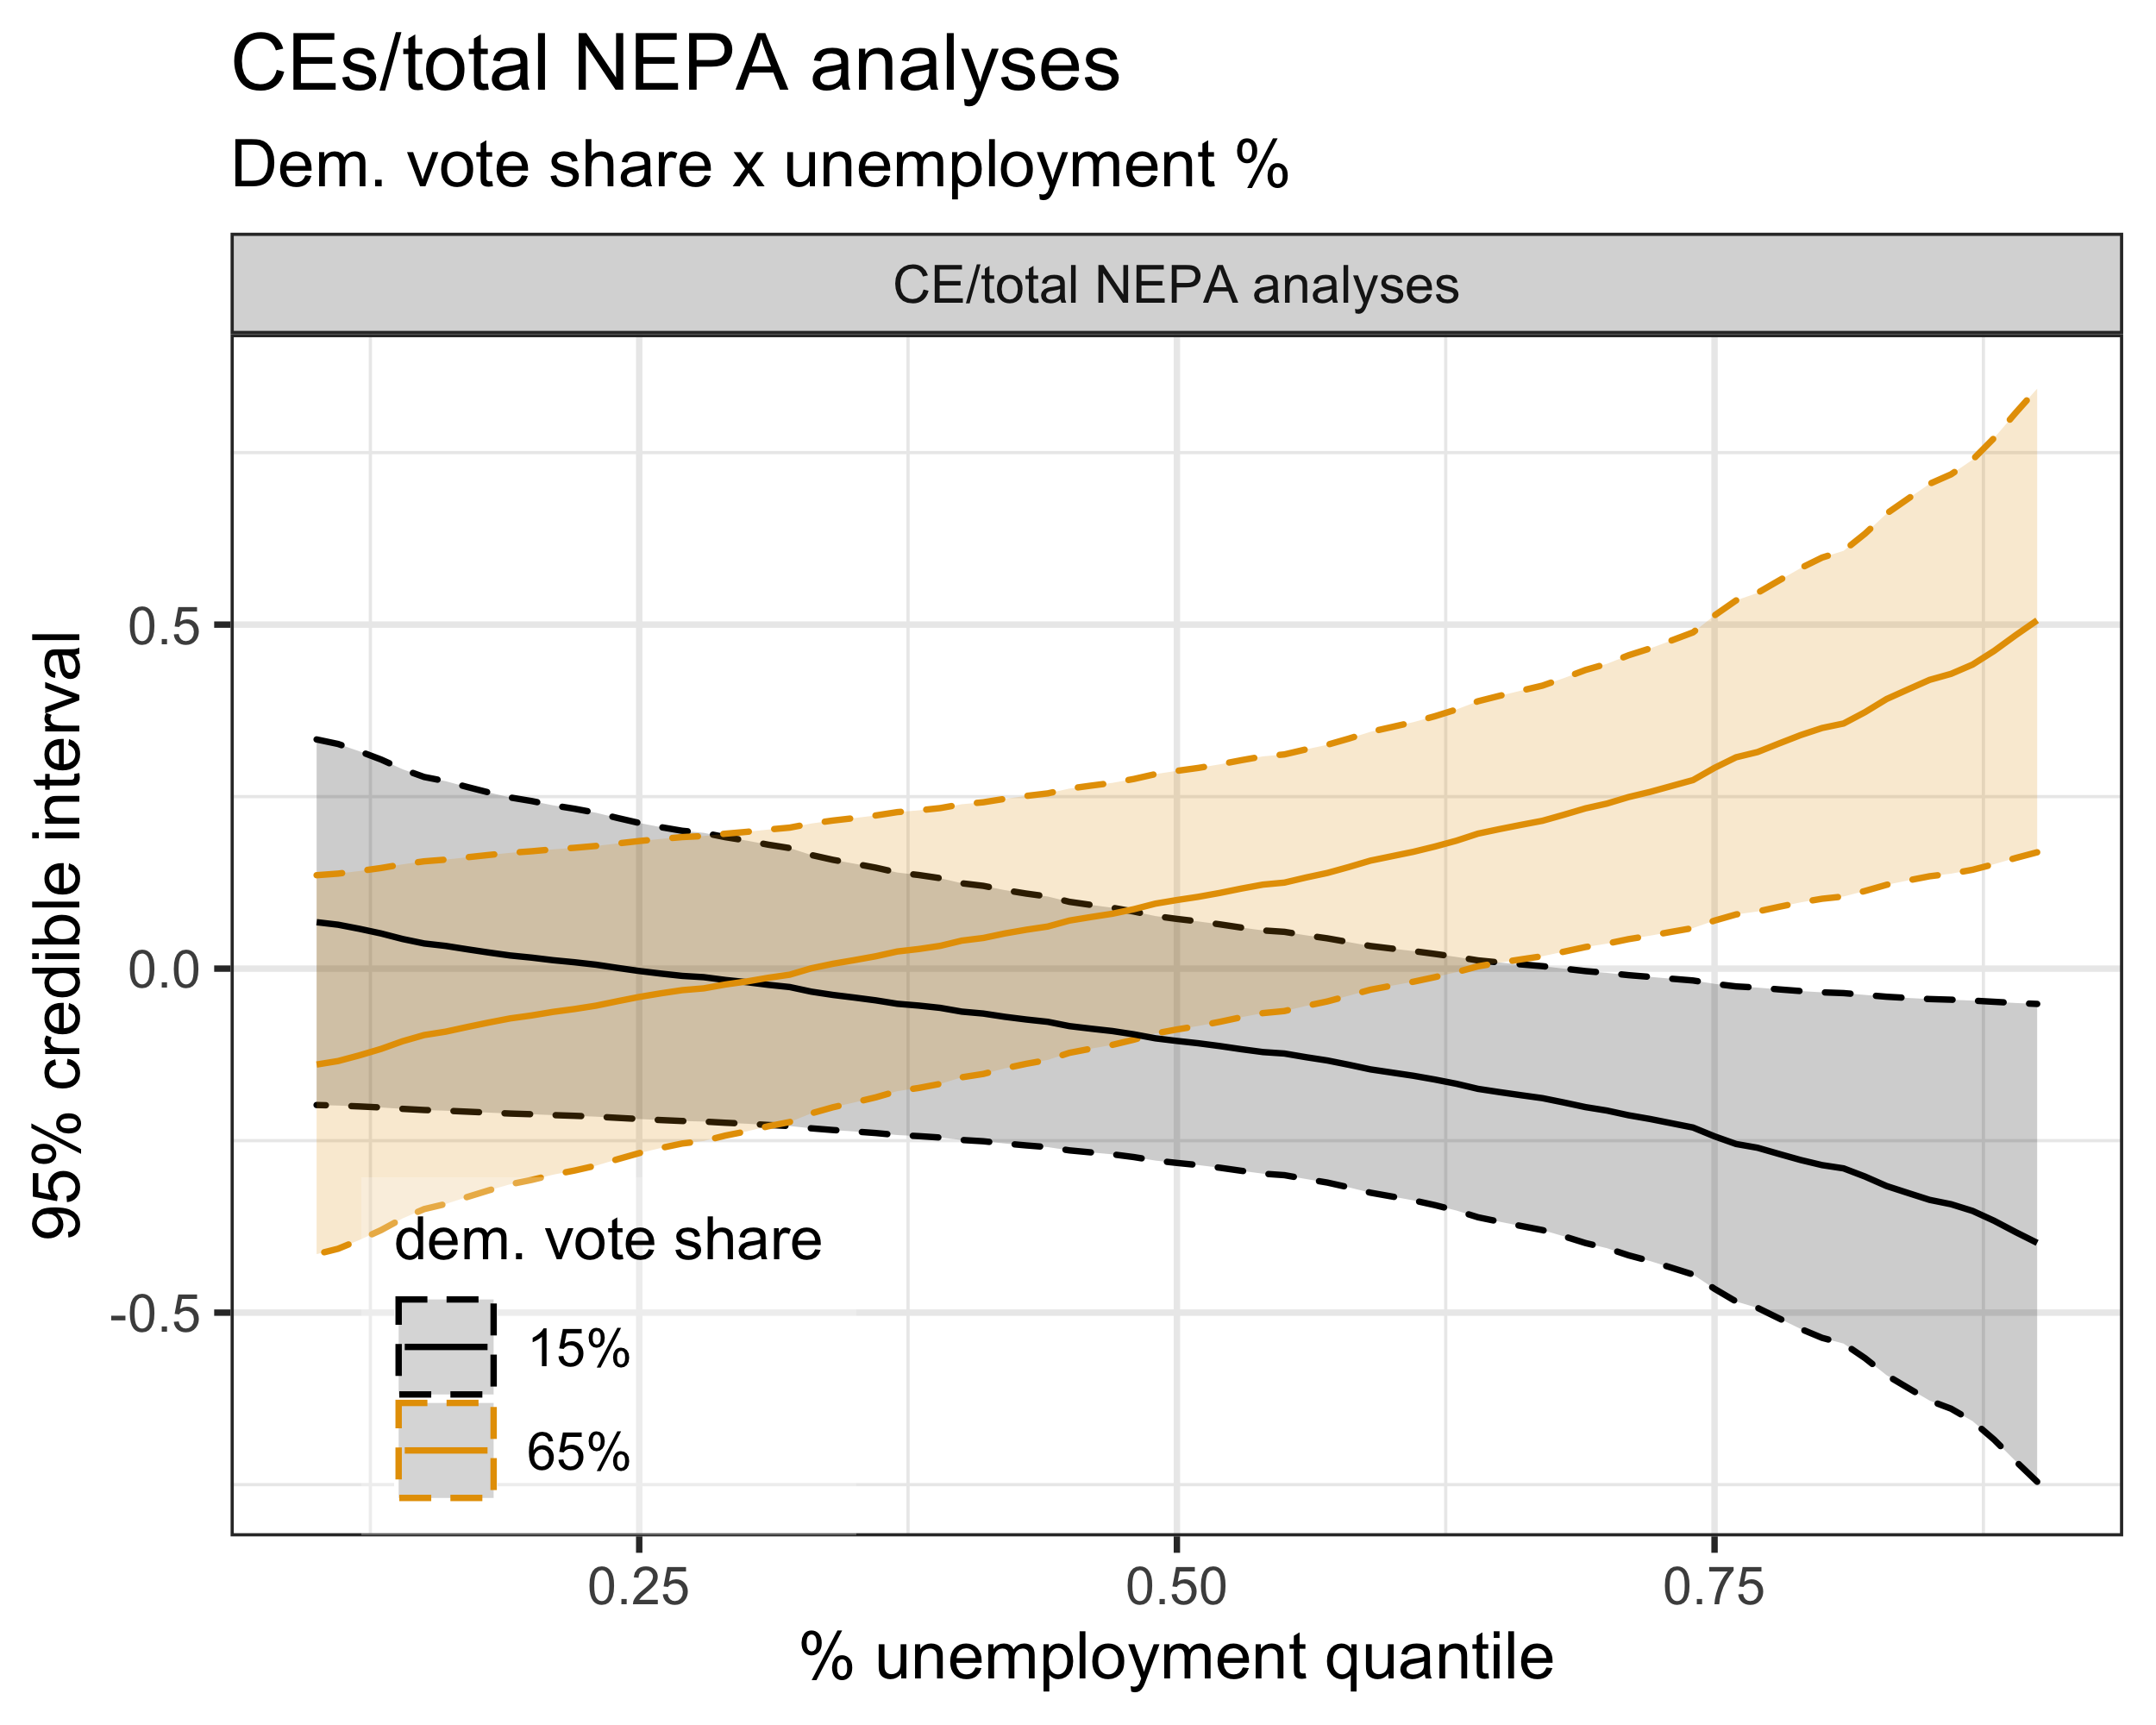 CEs/total NEPA analyses
Dem. vote share x unemployment %
CE/total NEPA analyses
95% credible interval
0.5
0.0
-0.5
dem. vote share
15%
65%
0.25 0.50 0.75
% unemployment quantile